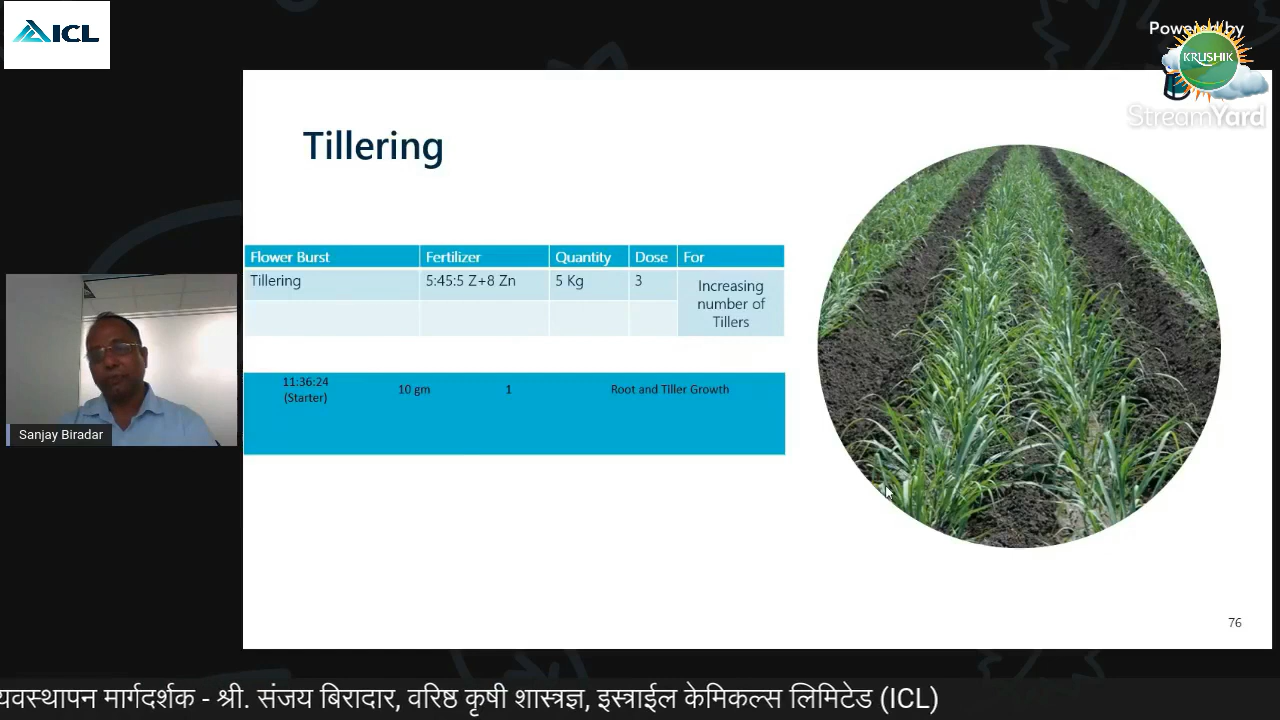 ICL
Powered by
KRUSHIK
StreamYard
Tillering
Flower Burst Fertilizer Quantity Dose For
Tillering 5:45:5 Z+8 Zn 5 Kg 3 Increasing
number of
Tillers
11:36:24
(Starter) 10 gm 1 Root and Tiller Growth
Sanjay Biradar
76
यवस्थापन मार्गदर्शक - श्री. संजय बिरादार, वरिष्ठ कृषी शास्त्रज्ञ, इस्त्राईल केमिकल्स लिमिटेड (ICL)